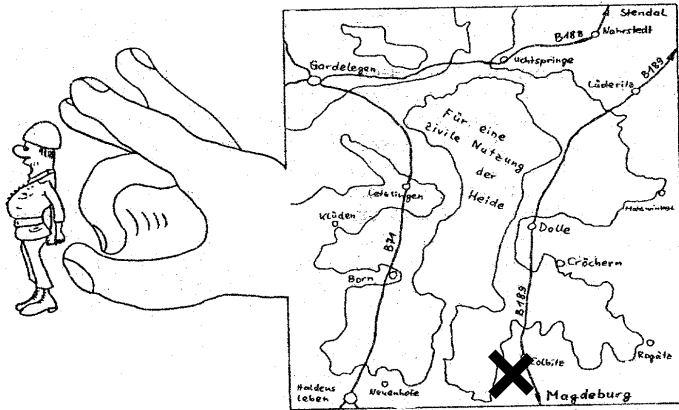 Stendal
B188
Nahrstedt
Uchtspringe
B189
Gardelegen
Lüderitz
Für eine
zivile Nutzung
der
Heide
Letzlingen
Klüden
B71
Dolle
Cröchern
Born
B189
Colbitz
Rogätz
Haldens
leben
Neuenhofe
Magdeburg